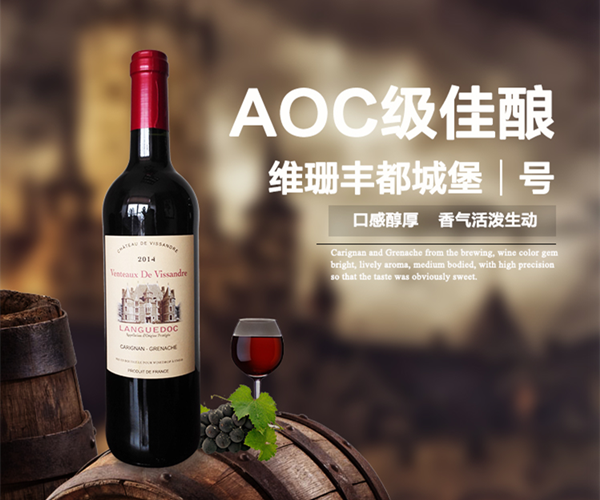 AOC级佳酿
维珊丰都城堡｜号
口感醇厚 香气活泼生动
Carignan and Grenache from the brewing, wine color gem
bright, lively aroma, medium bodied, with high precision
so that the taste was obviously sweet.
CHATEAU DE VISSANDRE
2014
Venteaux De Vissandre
LANGUEDOC
CARIGNAN - GRENACHE
PRODUIT DE FRANCE